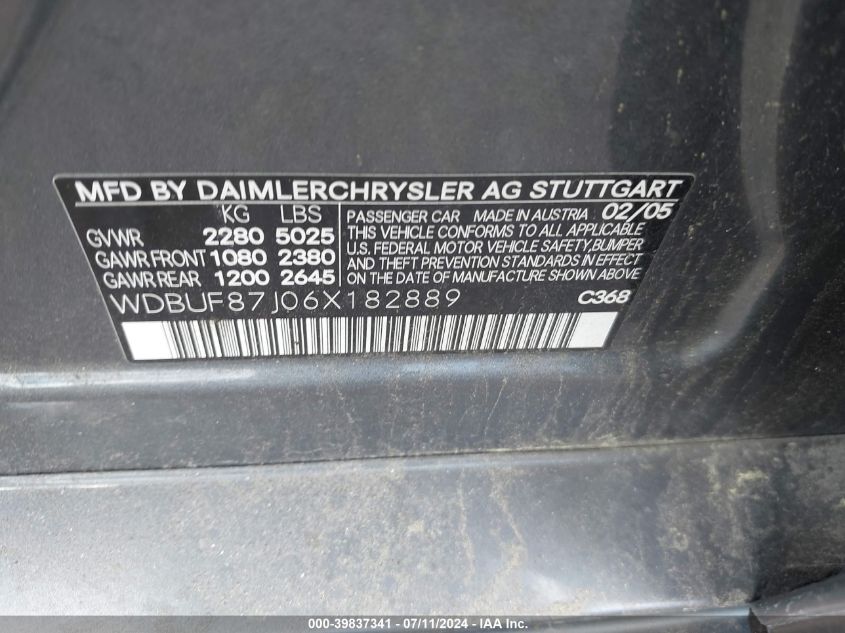 MFD BY DAIMLERCHRYSLER AG STUTTGART
KG LBS
GVWR 2280 5025
GAWR FRONT 1080 2380
GAWR REAR 1200 2645
PASSENGER CAR MADE IN AUSTRIA 02/05
THIS VEHICLE CONFORMS TO ALL APPLICABLE
U.S. FEDERAL MOTOR VEHICLE SAFETY, BUMPER
AND THEFT PREVENTION STANDARDS IN EFFECT
ON THE DATE OF MANUFACTURING SHOWN ABOVE
WDBUF87J06X182889
C368
000-39837341 - 07/11/2024 - IAA Inc.